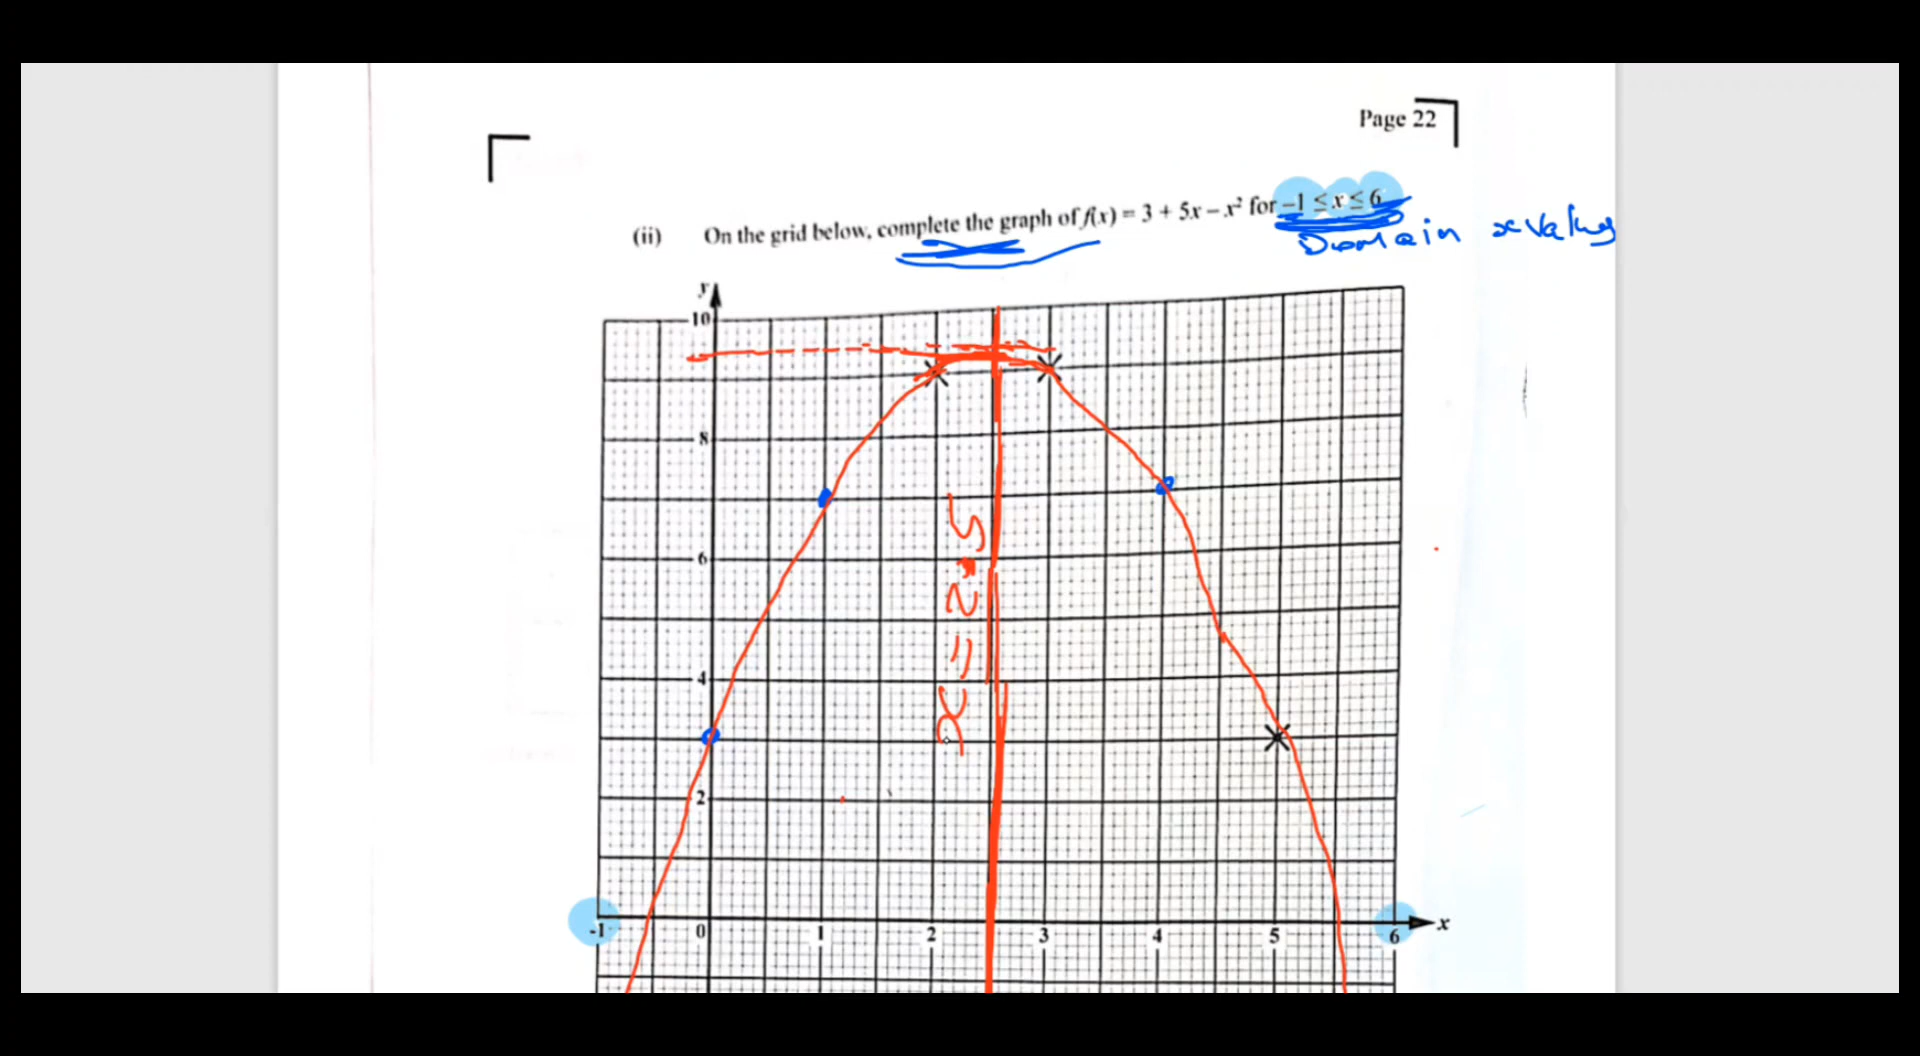 Page 22
(ii) On the grid below, complete the graph of f(x) = 3 + 5x – x² for –1 ≤ x ≤ 6
Domain x values
y
10
8
6
4
2
x = 2.5
-1 0 1 2 3 4 5 6 x